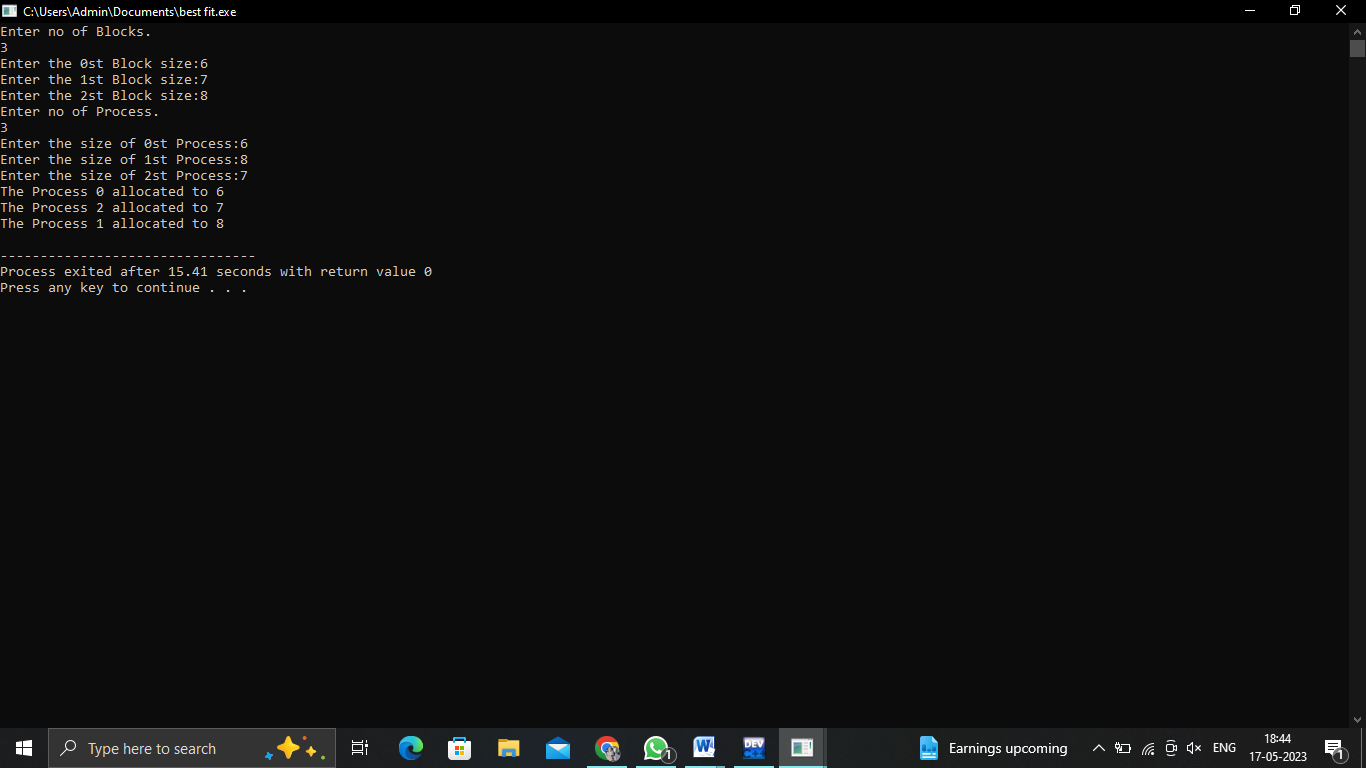 C:\Users\Admin\Documents\best fit.exe
Enter no of Blocks.
3
Enter the 0st Block size:6
Enter the 1st Block size:7
Enter the 2st Block size:8
Enter no of Process.
3
Enter the size of 0st Process:6
Enter the size of 1st Process:8
Enter the size of 2st Process:7
The Process 0 allocated to 6
The Process 2 allocated to 7
The Process 1 allocated to 8
--------------------------------
Process exited after 15.41 seconds with return value 0
Press any key to continue . . .
Type here to search
1
W
DEV
Earnings upcoming
ENG
18:44
17-05-2023
1